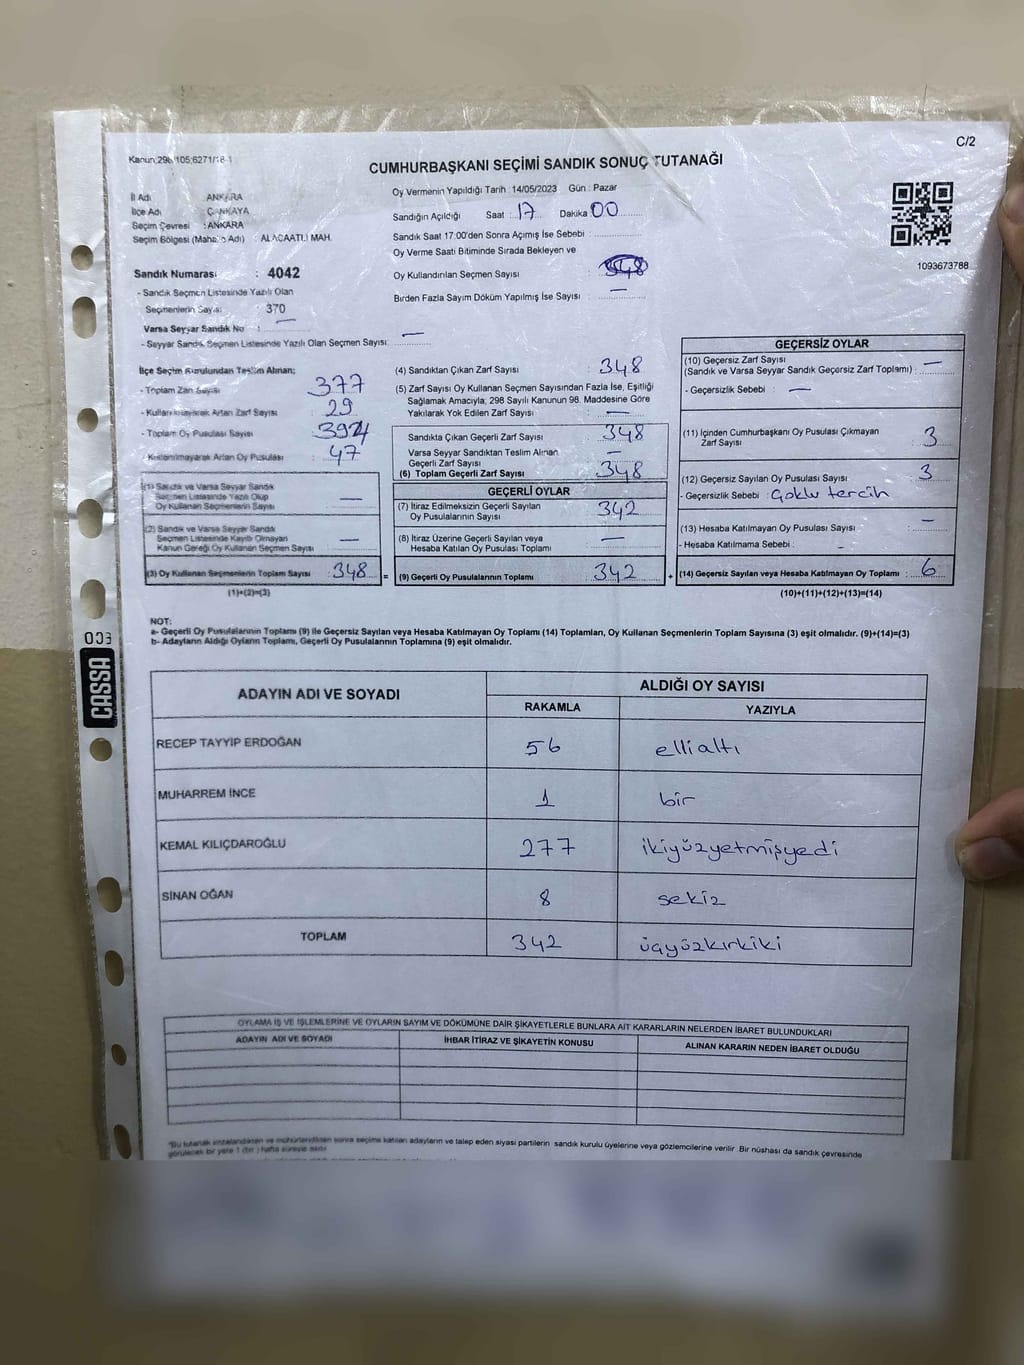 C/2
Kanun;298/105;6271/18-1
CUMHURBAŞKANI SEÇİMİ SANDIK SONUÇ TUTANAĞI
İl Adı : ANKARA
İlçe Adı : ÇANKAYA
Seçim Çevresi : ANKARA
Seçim Bölgesi (Mahalle Adı) : ALACAATLI MAH.
Sandık Numarası : 4042
- Sandık Seçmen Listesinde Yazılı Olan
Seçmenlerin Sayısı : 370
Varsa Seyyar Sandık No : —
- Seyyar Sandık Seçmen Listesinde Yazılı Olan Seçmen Sayısı: —
Oy Vermenin Yapıldığı Tarih : 14/05/2023 Gün : Pazar
Sandığın Açıldığı Saat : 17 Dakika 00
Sandık Saat 17:00'den Sonra Açımış İse Sebebi :
Oy Verme Saati Bitiminde Sırada Bekleyen ve
Oy Kullandırılan Seçmen Sayısı :
Birden Fazla Sayım Döküm Yapılmış İse Sayısı : —
1093673788
İlçe Seçim Kurulundan Teslim Alınan;
- Toplam Zarf Sayısı : 377
- Kullanılmayarak Artan Zarf Sayısı : 29
- Toplam Oy Pusulası Sayısı :
- Kullanılmayarak Artan Oy Pusulası : 47
(1) Sandık ve Varsa Seyyar Sandık
Seçmen Listesinde Yazılı Olup
Oy Kullanan Seçmenlerin Sayısı : —
(2) Sandık ve Varsa Seyyar Sandık
Seçmen Listesinde Kayıtlı Olmayan
Kanun Gereği Oy Kullanan Seçmen Sayısı : —
(3) Oy Kullanan Seçmenlerin Toplam Sayısı : 348
(1)+(2)=(3)
(4) Sandıktan Çıkan Zarf Sayısı : 348
(5) Zarf Sayısı Oy Kullanan Seçmen Sayısından Fazla İse, Eşitliği
Sağlamak Amacıyla; 298 Sayılı Kanunun 98. Maddesine Göre
Yakılarak Yok Edilen Zarf Sayısı : —
Sandıkta Çıkan Geçerli Zarf Sayısı : 348
Varsa Seyyar Sandıktan Teslim Alınan
Geçerli Zarf Sayısı : —
(6) Toplam Geçerli Zarf Sayısı : 348
GEÇERLİ OYLAR
(7) İtiraz Edilmeksizin Geçerli Sayılan
Oy Pusulalarının Sayısı : 342
(8) İtiraz Üzerine Geçerli Sayılan veya
Hesaba Katılan Oy Pusulası Toplamı : —
= (9) Geçerli Oy Pusulalarının Toplamı : 342
GEÇERSİZ OYLAR
(10) Geçersiz Zarf Sayısı
(Sandık ve Varsa Seyyar Sandık Geçersiz Zarf Toplamı) : —
- Geçersizlik Sebebi : —
(11) İçinden Cumhurbaşkanı Oy Pusulası Çıkmayan
Zarf Sayısı : 3
(12) Geçersiz Sayılan Oy Pusulası Sayısı : 3
- Geçersizlik Sebebi : Çoklu tercih
(13) Hesaba Katılmayan Oy Pusulası Sayısı : —
- Hesaba Katılmama Sebebi : -
+ (14) Geçersiz Sayılan veya Hesaba Katılmayan Oy Toplamı : 6
(10)+(11)+(12)+(13)=(14)
NOT:
a- Geçerli Oy Pusulalarının Toplamı (9) ile Geçersiz Sayılan veya Hesaba Katılmayan Oy Toplamı (14) Toplamları, Oy Kullanan Seçmenlerin Toplam Sayısına (3) eşit olmalıdır. (9)+(14)=(3)
b- Adayların Aldığı Oyların Toplamı, Geçerli Oy Pusulalarının Toplamına (9) eşit olmalıdır.
ADAYIN ADI VE SOYADI ALDIĞI OY SAYISI
RAKAMLA YAZIYLA
RECEP TAYYİP ERDOĞAN 56 ellialtı
MUHARREM İNCE 1 bir
KEMAL KILIÇDAROĞLU 277 ikiyüzyetmişyedi
SİNAN OĞAN 8 sekiz
TOPLAM 342 üçyüzkırkiki
OYLAMA İŞ VE İŞLEMLERİNE VE OYLARIN SAYIM VE DÖKÜMÜNE DAİR ŞİKAYETLERLE BUNLARA AİT KARARLARIN NELERDEN İBARET BULUNDUKLARI
ADAYIN ADI VE SOYADI İHBAR İTİRAZ VE ŞİKAYETİN KONUSU ALINAN KARARIN NEDEN İBARET OLDUĞU
"Bu tutanak imzalandıktan ve mühürlendikten sonra seçime katılan adayların ve talep eden siyasi partilerin sandık kurulu üyelerine veya gözlemcilerine verilir. Bir nüshası da sandık çevresinde
görülecek bir yere 1 (bir) hafta süreyle asılır.
CASSA
003